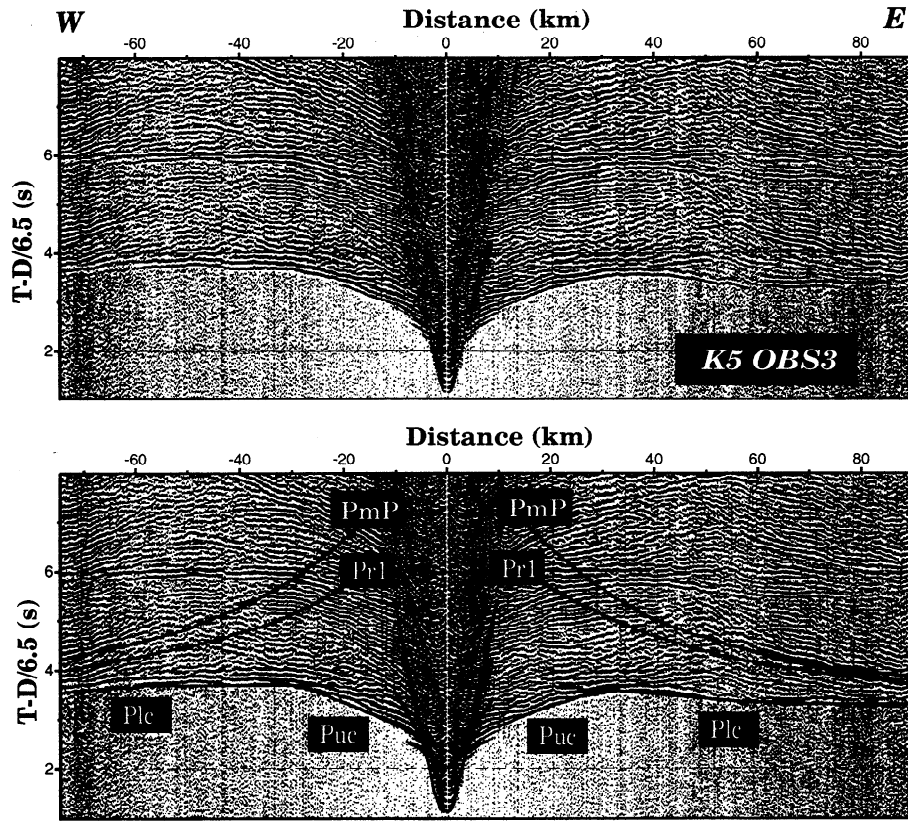 W Distance (km) E
-60 -40 -20 0 20 40 60 80
T-D/6.5 (s)
6
4
2
K5 OBS3
Distance (km)
-60 -40 -20 0 20 40 60 80
T-D/6.5 (s)
6
4
2
PmP PmP
Pr1 Pr1
Plc Puc Puc Plc